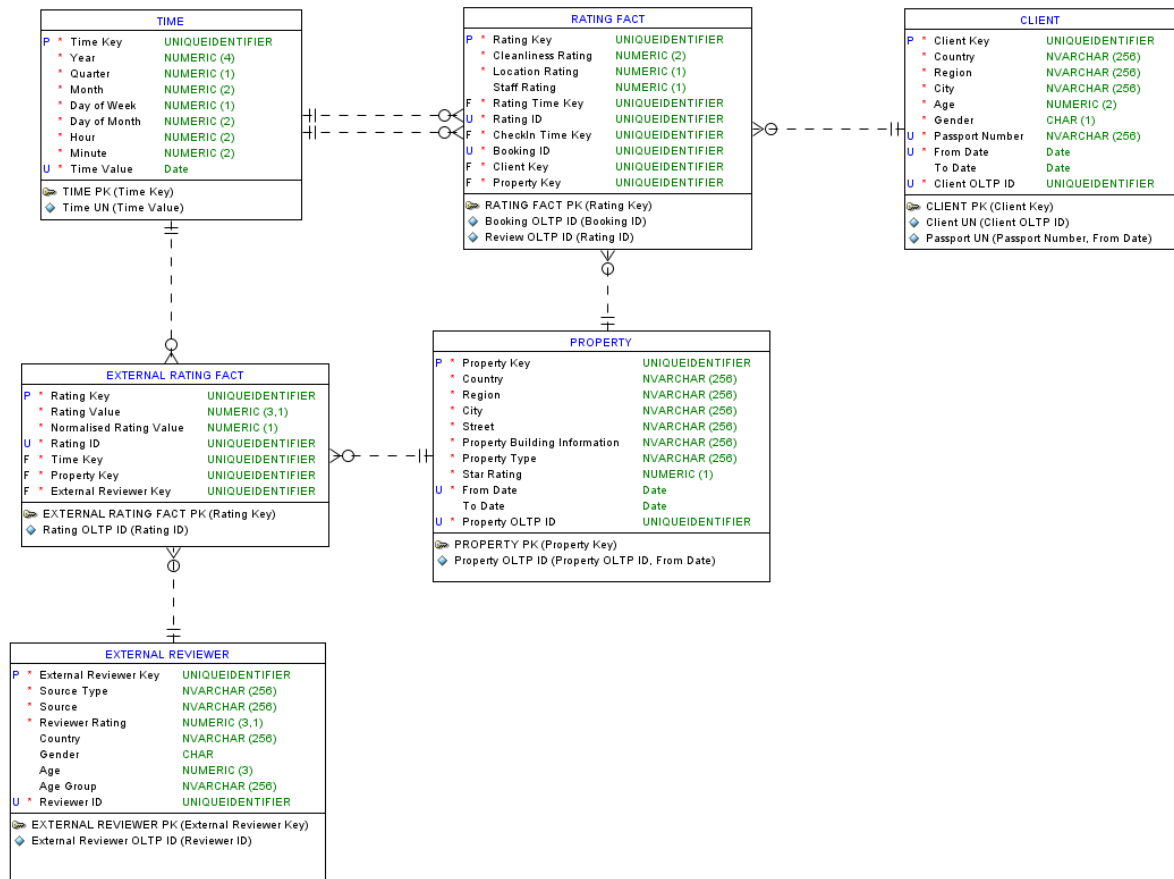 TIME
P * Time Key UNIQUEIDENTIFIER
* Year NUMERIC (4)
* Quarter NUMERIC (1)
* Month NUMERIC (2)
* Day of Week NUMERIC (1)
* Day of Month NUMERIC (2)
* Hour NUMERIC (2)
* Minute NUMERIC (2)
U * Time Value Date
TIME PK (Time Key)
Time UN (Time Value)
RATING FACT
P * Rating Key UNIQUEIDENTIFIER
Cleanliness Rating NUMERIC (2)
* Location Rating NUMERIC (1)
Staff Rating NUMERIC (1)
F * Rating Time Key UNIQUEIDENTIFIER
U * Rating ID UNIQUEIDENTIFIER
F * CheckIn Time Key UNIQUEIDENTIFIER
U * Booking ID UNIQUEIDENTIFIER
F * Client Key UNIQUEIDENTIFIER
F * Property Key UNIQUEIDENTIFIER
RATING FACT PK (Rating Key)
Booking OLTP ID (Booking ID)
Review OLTP ID (Rating ID)
CLIENT
P * Client Key UNIQUEIDENTIFIER
* Country NVARCHAR (256)
* Region NVARCHAR (256)
* City NVARCHAR (256)
* Age NUMERIC (2)
* Gender CHAR (1)
U * Passport Number NVARCHAR (256)
U * From Date Date
To Date Date
U * Client OLTP ID UNIQUEIDENTIFIER
CLIENT PK (Client Key)
Client UN (Client OLTP ID)
Passport UN (Passport Number, From Date)
EXTERNAL RATING FACT
P * Rating Key UNIQUEIDENTIFIER
* Rating Value NUMERIC (3,1)
* Normalised Rating Value NUMERIC (1)
U * Rating ID UNIQUEIDENTIFIER
F * Time Key UNIQUEIDENTIFIER
F * Property Key UNIQUEIDENTIFIER
F * External Reviewer Key UNIQUEIDENTIFIER
EXTERNAL RATING FACT PK (Rating Key)
Rating OLTP ID (Rating ID)
PROPERTY
P * Property Key UNIQUEIDENTIFIER
* Country NVARCHAR (256)
* Region NVARCHAR (256)
* City NVARCHAR (256)
* Street NVARCHAR (256)
* Property Building Information NVARCHAR (256)
* Property Type NVARCHAR (256)
* Star Rating NUMERIC (1)
U * From Date Date
To Date Date
U * Property OLTP ID UNIQUEIDENTIFIER
PROPERTY PK (Property Key)
Property OLTP ID (Property OLTP ID, From Date)
EXTERNAL REVIEWER
P * External Reviewer Key UNIQUEIDENTIFIER
* Source Type NVARCHAR (256)
* Source NVARCHAR (256)
* Reviewer Rating NUMERIC (3,1)
Country NVARCHAR (256)
Gender CHAR
Age NUMERIC (3)
Age Group NVARCHAR (256)
U * Reviewer ID UNIQUEIDENTIFIER
EXTERNAL REVIEWER PK (External Reviewer Key)
External Reviewer OLTP ID (Reviewer ID)